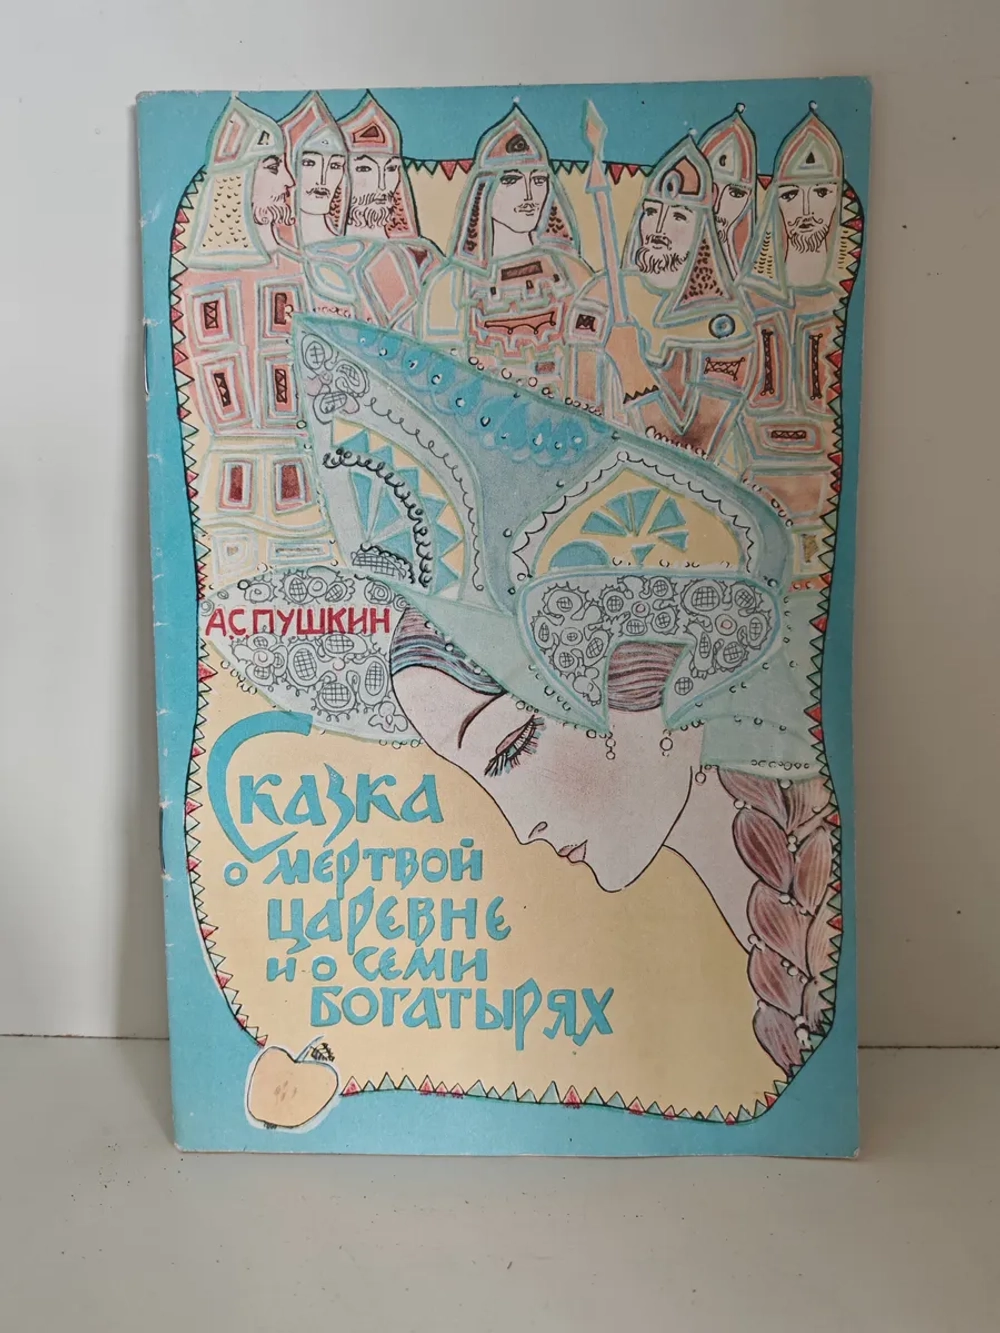 А.С. ПУШКИН
Сказка
о мертвой
царевне
и о семи
богатырях